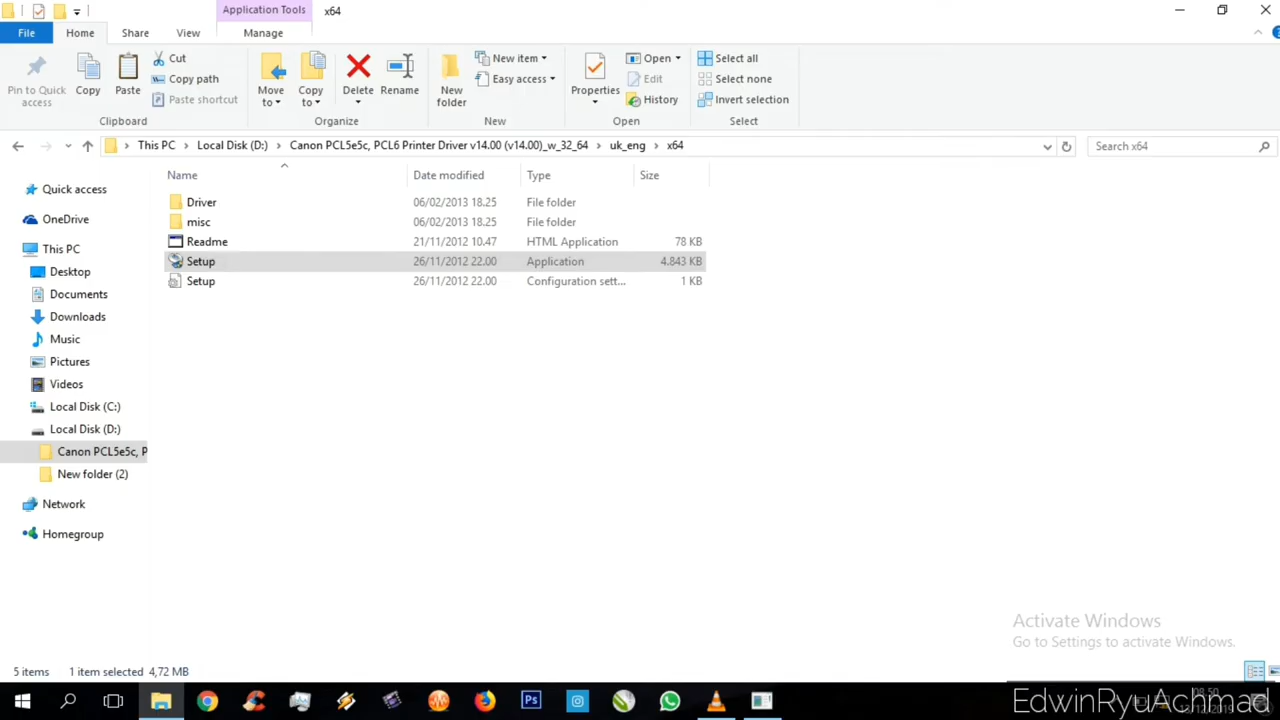 Application Tools
x64
File
Home
Share
View
Manage
Pin to Quick access
Copy
Paste
Cut
Copy path
Paste shortcut
Clipboard
Move to
Copy to
Delete
Rename
Organize
New folder
New item
Easy access
New
Properties
Open
Edit
History
Open
Select all
Select none
Invert selection
Select
This PC
Local Disk (D:)
Canon PCL5e5c, PCL6 Printer Driver v14.00 (v14.00)_w_32_64
uk_eng
x64
Search x64
Name
Date modified
Type
Size
Driver 06/02/2013 18.25 File folder
misc 06/02/2013 18.25 File folder
Readme 21/11/2012 10.47 HTML Application 78 KB
Setup 26/11/2012 22.00 Application 4.843 KB
Setup 26/11/2012 22.00 Configuration sett... 1 KB
Quick access
OneDrive
This PC
Desktop
Documents
Downloads
Music
Pictures
Videos
Local Disk (C:)
Local Disk (D:)
Canon PCL5e5c, P
New folder (2)
Network
Homegroup
Activate Windows
Go to Settings to activate Windows.
5 items 1 item selected 4,72 MB
Ps
08.50
EdwinRyuAchmad